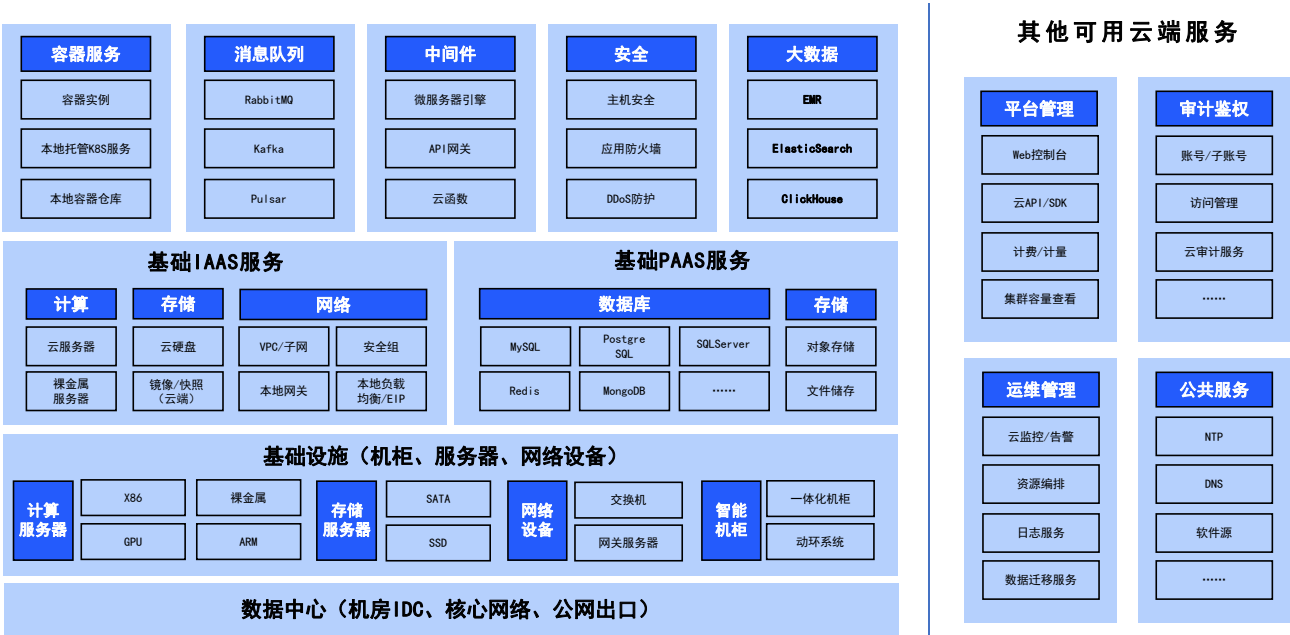 容器服务
容器实例
本地托管K8S服务
本地容器仓库
消息队列
RabbitMQ
Kafka
Pulsar
中间件
微服务器引擎
API网关
云函数
安全
主机安全
应用防火墙
DDoS防护
大数据
EMR
ElasticSearch
ClickHouse
基础IAAS服务
计算
云服务器
裸金属
服务器
存储
云硬盘
镜像/快照
（云端）
网络
VPC/子网
安全组
本地网关
本地负载
均衡/EIP
基础PAAS服务
数据库
MySQL
Postgre
SQL
SQLServer
Redis
MongoDB
……
存储
对象存储
文件储存
基础设施（机柜、服务器、网络设备）
计算
服务器
X86
裸金属
GPU
ARM
存储
服务器
SATA
SSD
网络
设备
交换机
网关服务器
智能
机柜
一体化机柜
动环系统
数据中心（机房IDC、核心网络、公网出口）
其他可用云端服务
平台管理
Web控制台
云API/SDK
计费/计量
集群容量查看
审计鉴权
账号/子账号
访问管理
云审计服务
……
运维管理
云监控/告警
资源编排
日志服务
数据迁移服务
公共服务
NTP
DNS
软件源
……